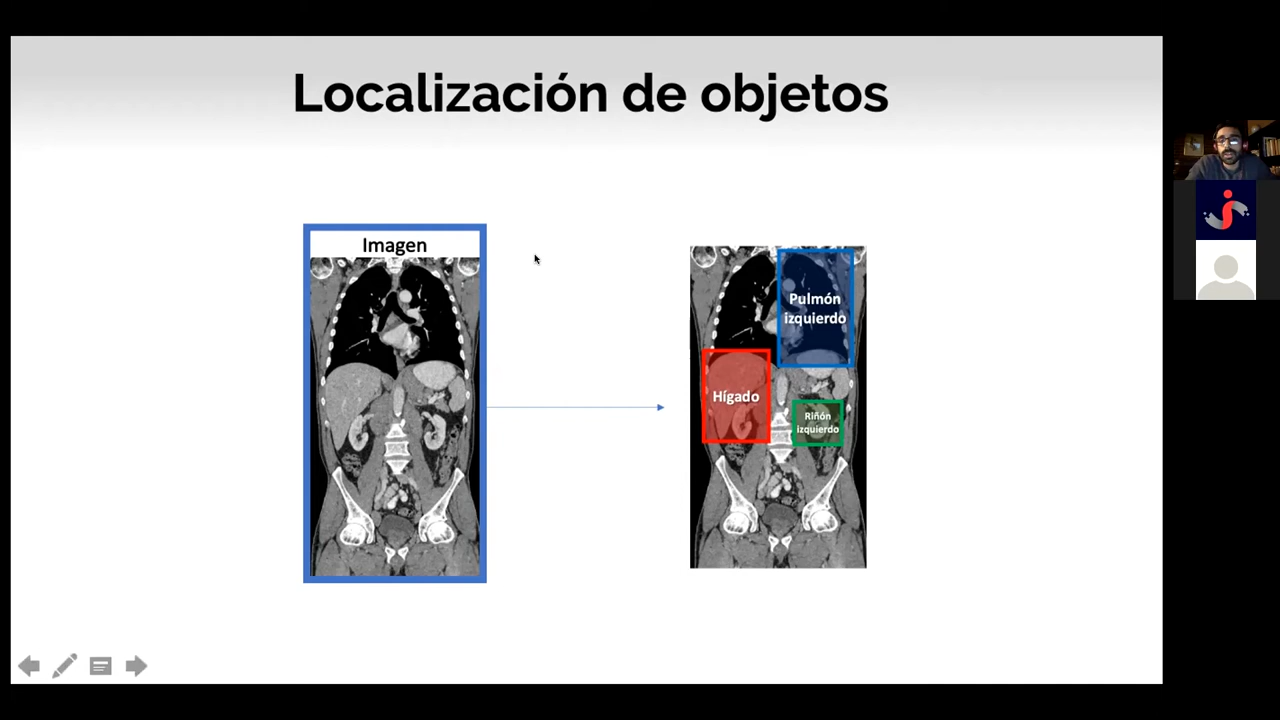 Localización de objetos
Imagen
Pulmón
izquierdo
Hígado
Riñón
izquierdo